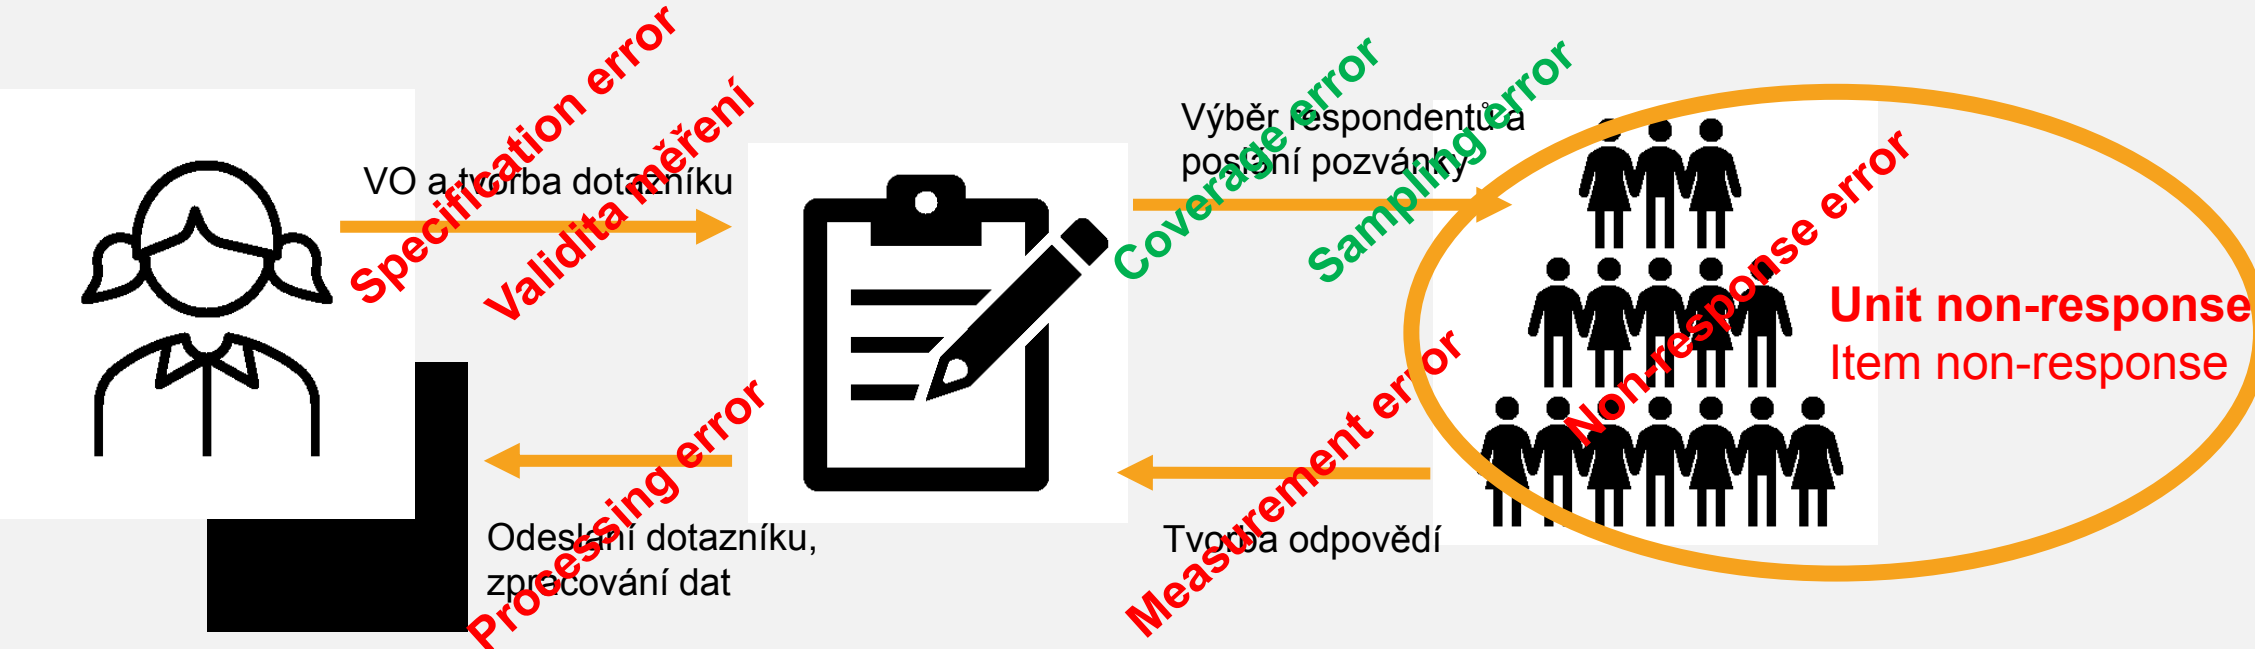 Specification error
Validita měření
VO a tvorba dotazníku
Coverage error
Sampling error
Výběr respondentů a
poslání pozvánky
Non-response error
Unit non-response
Item non-response
Measurement error
Tvorba odpovědí
Processing error
Odeslání dotazníku,
zpracování dat